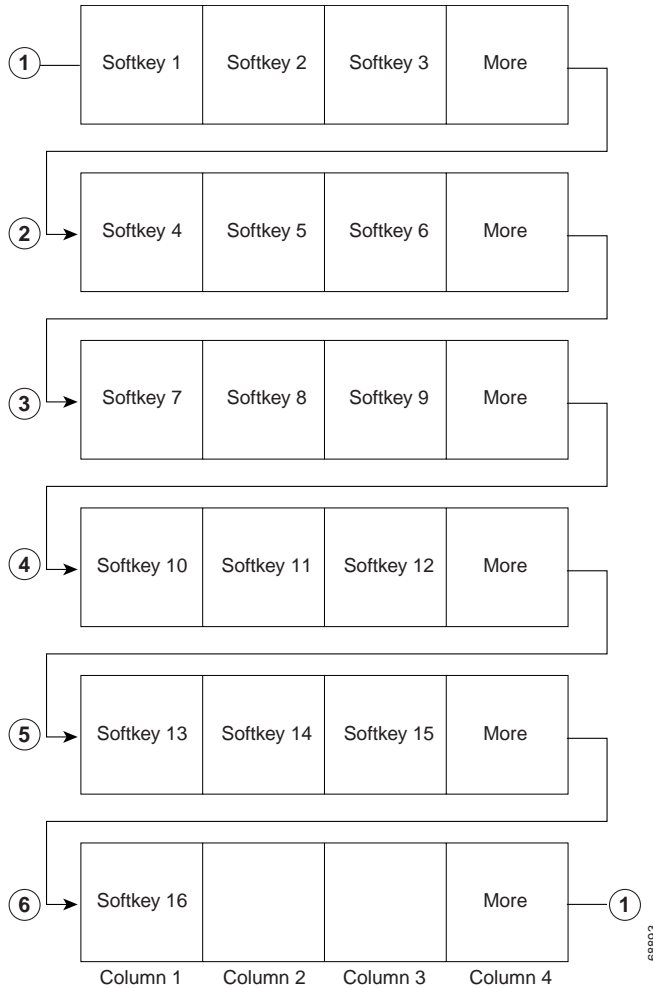 1 Softkey 1 Softkey 2 Softkey 3 More
2 Softkey 4 Softkey 5 Softkey 6 More
3 Softkey 7 Softkey 8 Softkey 9 More
4 Softkey 10 Softkey 11 Softkey 12 More
5 Softkey 13 Softkey 14 Softkey 15 More
6 Softkey 16 More 1
Column 1 Column 2 Column 3 Column 4
68893